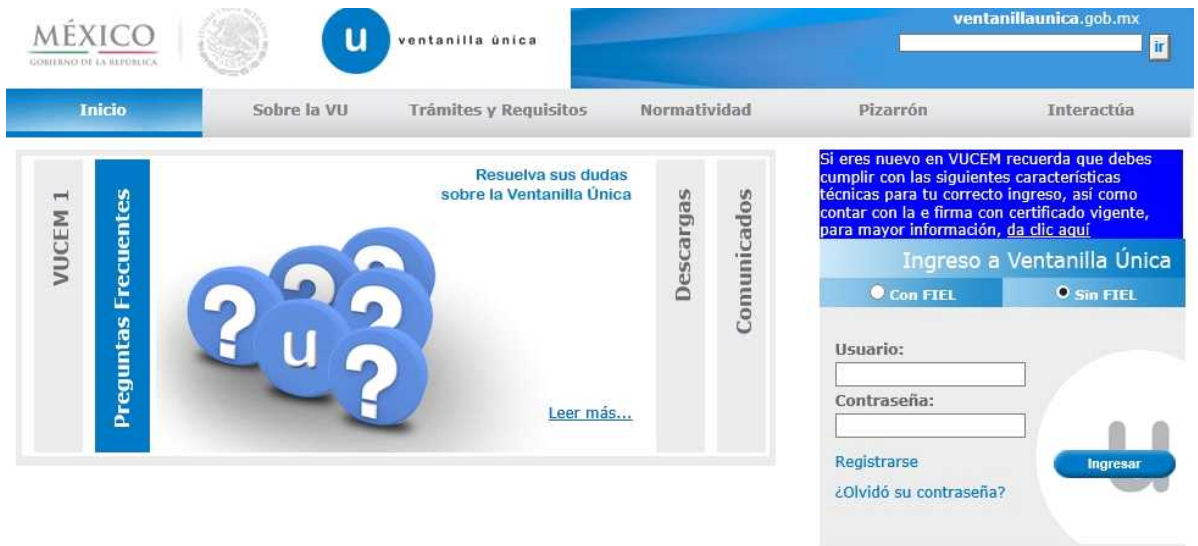 MÉXICO
GOBIERNO DE LA REPÚBLICA
u
ventanilla única
ventanillaunica.gob.mx
ir
Inicio
Sobre la VU
Trámites y Requisitos
Normatividad
Pizarrón
Interactúa
VUCEM 1
Preguntas Frecuentes
Resuelva sus dudas
sobre la Ventanilla Única
? ? ?
? u ?
Leer más...
Descargas
Comunicados
Si eres nuevo en VUCEM recuerda que debes
cumplir con las siguientes características
técnicas para tu correcto ingreso, así como
contar con la e firma con certificado vigente,
para mayor información, da clic aquí
Ingreso a Ventanilla Única
Con FIEL
Sin FIEL
Usuario:
Contraseña:
Registrarse
¿Olvidó su contraseña?
u
Ingresar